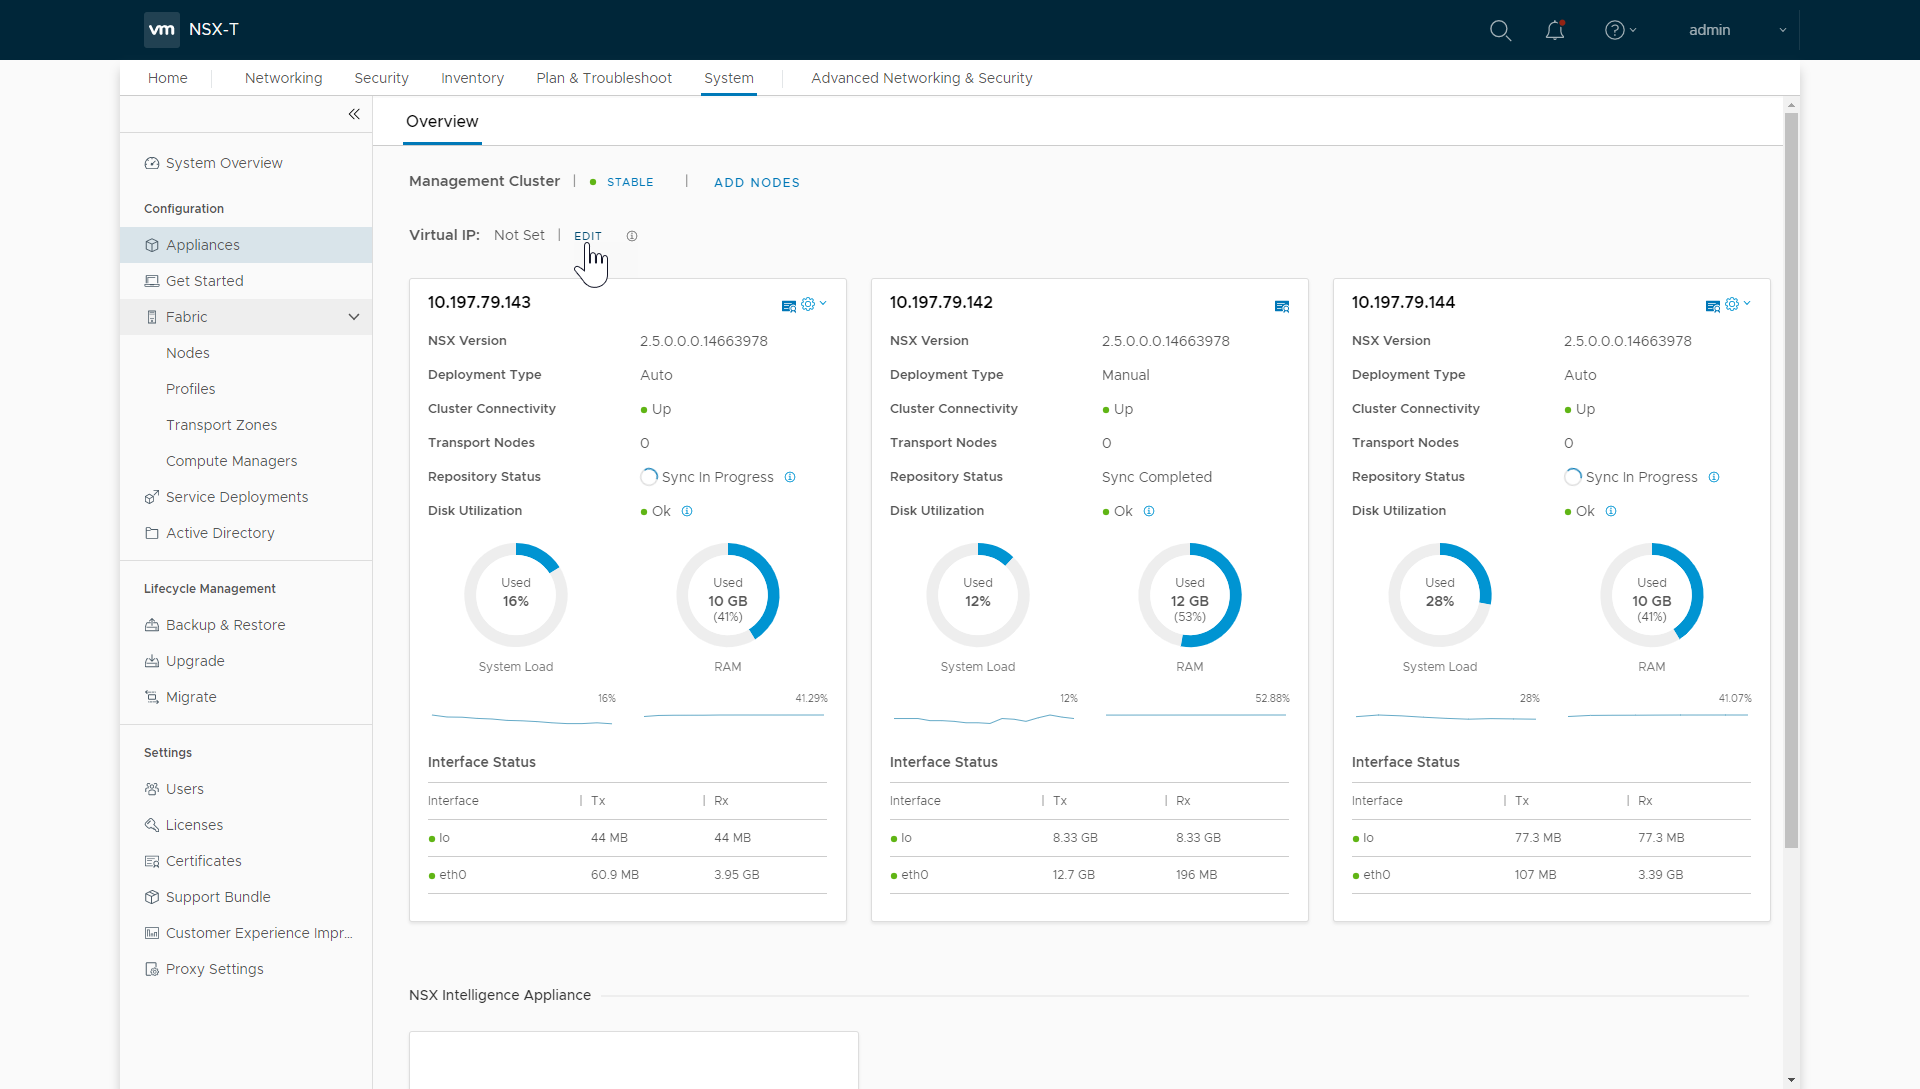 vm NSX-T
admin
Home Networking Security Inventory Plan & Troubleshoot System Advanced Networking & Security
System Overview
Configuration
Appliances
Get Started
Fabric
Nodes
Profiles
Transport Zones
Compute Managers
Service Deployments
Active Directory
Lifecycle Management
Backup & Restore
Upgrade
Migrate
Settings
Users
Licenses
Certificates
Support Bundle
Customer Experience Impr...
Proxy Settings
Overview
Management Cluster | STABLE | ADD NODES
Virtual IP: Not Set | EDIT
10.197.79.143
NSX Version 2.5.0.0.0.14663978
Deployment Type Auto
Cluster Connectivity Up
Transport Nodes 0
Repository Status Sync In Progress
Disk Utilization Ok
Used
16%
System Load
Used
10 GB
(41%)
RAM
16% 41.29%
Interface Status
Interface | Tx | Rx
lo 44 MB 44 MB
eth0 60.9 MB 3.95 GB
10.197.79.142
NSX Version 2.5.0.0.0.14663978
Deployment Type Manual
Cluster Connectivity Up
Transport Nodes 0
Repository Status Sync Completed
Disk Utilization Ok
Used
12%
System Load
Used
12 GB
(53%)
RAM
12% 52.88%
Interface Status
Interface | Tx | Rx
lo 8.33 GB 8.33 GB
eth0 12.7 GB 196 MB
10.197.79.144
NSX Version 2.5.0.0.0.14663978
Deployment Type Auto
Cluster Connectivity Up
Transport Nodes 0
Repository Status Sync In Progress
Disk Utilization Ok
Used
28%
System Load
Used
10 GB
(41%)
RAM
28% 41.07%
Interface Status
Interface | Tx | Rx
lo 77.3 MB 77.3 MB
eth0 107 MB 3.39 GB
NSX Intelligence Appliance